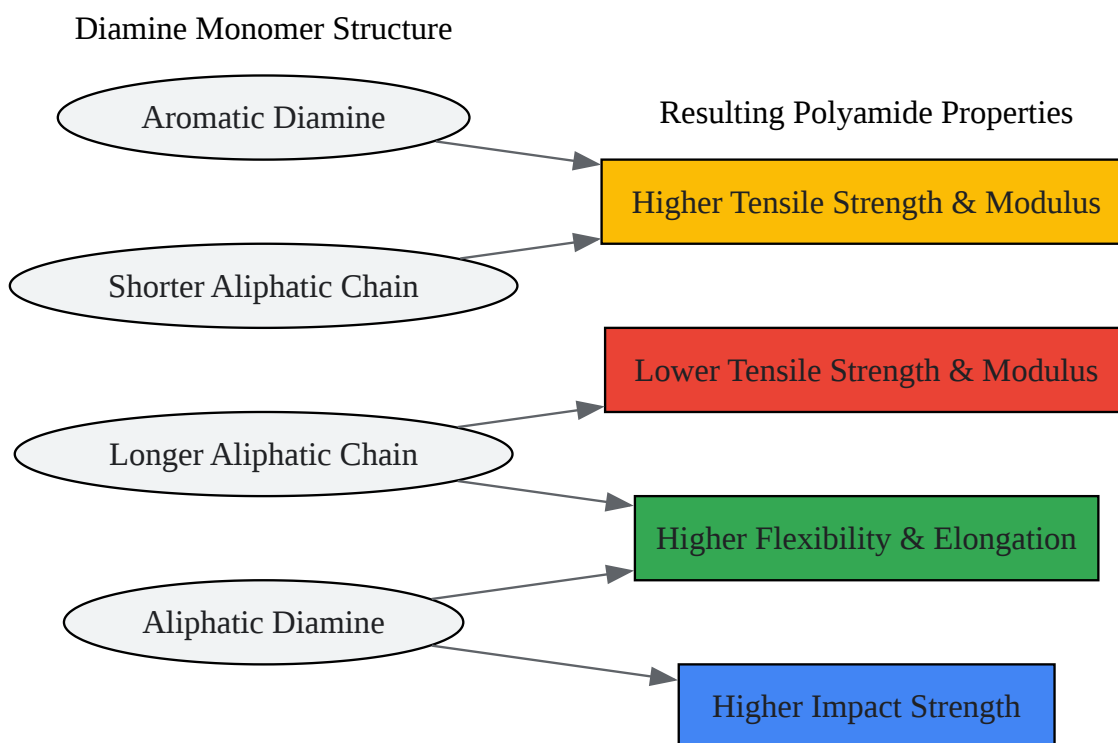 Diamine Monomer Structure
Aromatic Diamine
Resulting Polyamide Properties
Higher Tensile Strength & Modulus
Shorter Aliphatic Chain
Lower Tensile Strength & Modulus
Longer Aliphatic Chain
Higher Flexibility & Elongation
Aliphatic Diamine
Higher Impact Strength